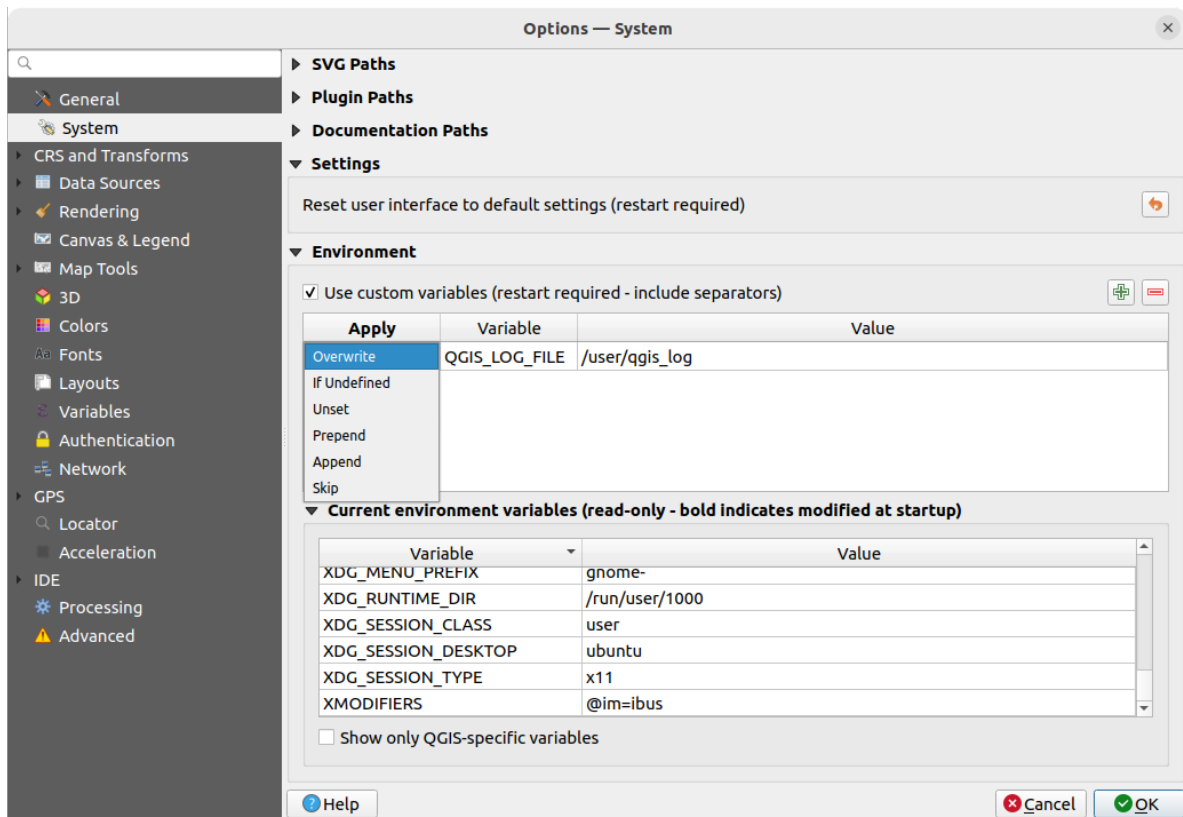 Options — System
SVG Paths
Plugin Paths
Documentation Paths
Settings
Reset user interface to default settings (restart required)
Environment
Use custom variables (restart required - include separators)
Apply Variable Value
Overwrite QGIS_LOG_FILE /user/qgis_log
If Undefined
Unset
Prepend
Append
Skip
Current environment variables (read-only - bold indicates modified at startup)
Variable Value
XDG_MENU_PREFIX gnome-
XDG_RUNTIME_DIR /run/user/1000
XDG_SESSION_CLASS user
XDG_SESSION_DESKTOP ubuntu
XDG_SESSION_TYPE x11
XMODIFIERS @im=ibus
Show only QGIS-specific variables
General
System
CRS and Transforms
Data Sources
Rendering
Canvas & Legend
Map Tools
3D
Colors
Aa Fonts
Layouts
Variables
Authentication
Network
GPS
Locator
Acceleration
IDE
Processing
Advanced
Help Cancel OK